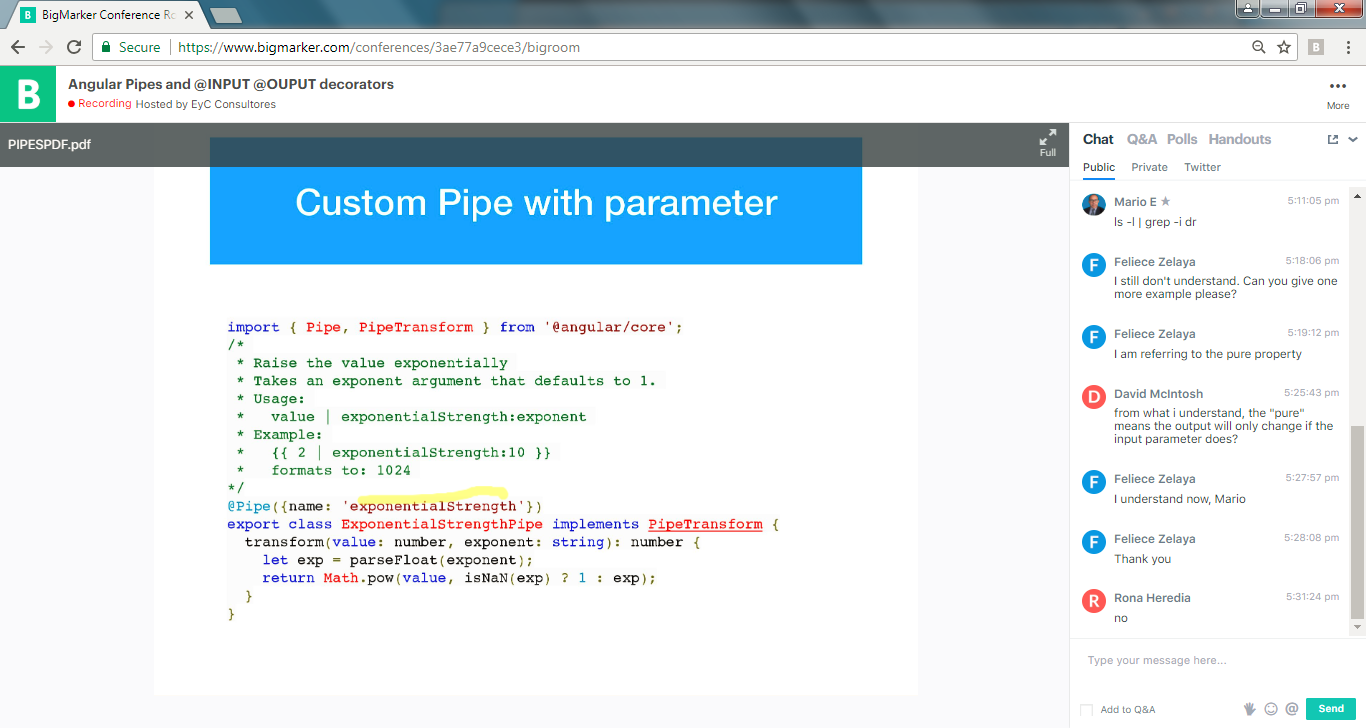 BigMarker Conference Ro
Secure https://www.bigmarker.com/conferences/3ae77a9cece3/bigroom
B
B
Angular Pipes and @INPUT @OUPUT decorators
Recording Hosted by EyC Consultores
More
PIPESPDF.pdf
Full
Custom Pipe with parameter
import { Pipe, PipeTransform } from '@angular/core';
/*
* Raise the value exponentially
* Takes an exponent argument that defaults to 1.
* Usage:
*   value | exponentialStrength:exponent
* Example:
*   {{ 2 | exponentialStrength:10 }}
*   formats to: 1024
*/
@Pipe({name: 'exponentialStrength'})
export class ExponentialStrengthPipe implements PipeTransform {
  transform(value: number, exponent: string): number {
    let exp = parseFloat(exponent);
    return Math.pow(value, isNaN(exp) ? 1 : exp);
  }
}
Chat Q&A Polls Handouts
Public Private Twitter
Mario E 5:11:05 pm
ls -l | grep -i dr
F
Feliece Zelaya 5:18:06 pm
I still don't understand. Can you give one
more example please?
F
Feliece Zelaya 5:19:12 pm
I am referring to the pure property
D
David McIntosh 5:25:43 pm
from what i understand, the "pure"
means the output will only change if the
input parameter does?
F
Feliece Zelaya 5:27:57 pm
I understand now, Mario
F
Feliece Zelaya 5:28:08 pm
Thank you
R
Rona Heredia 5:31:24 pm
no
Type your message here...
Add to Q&A @ Send